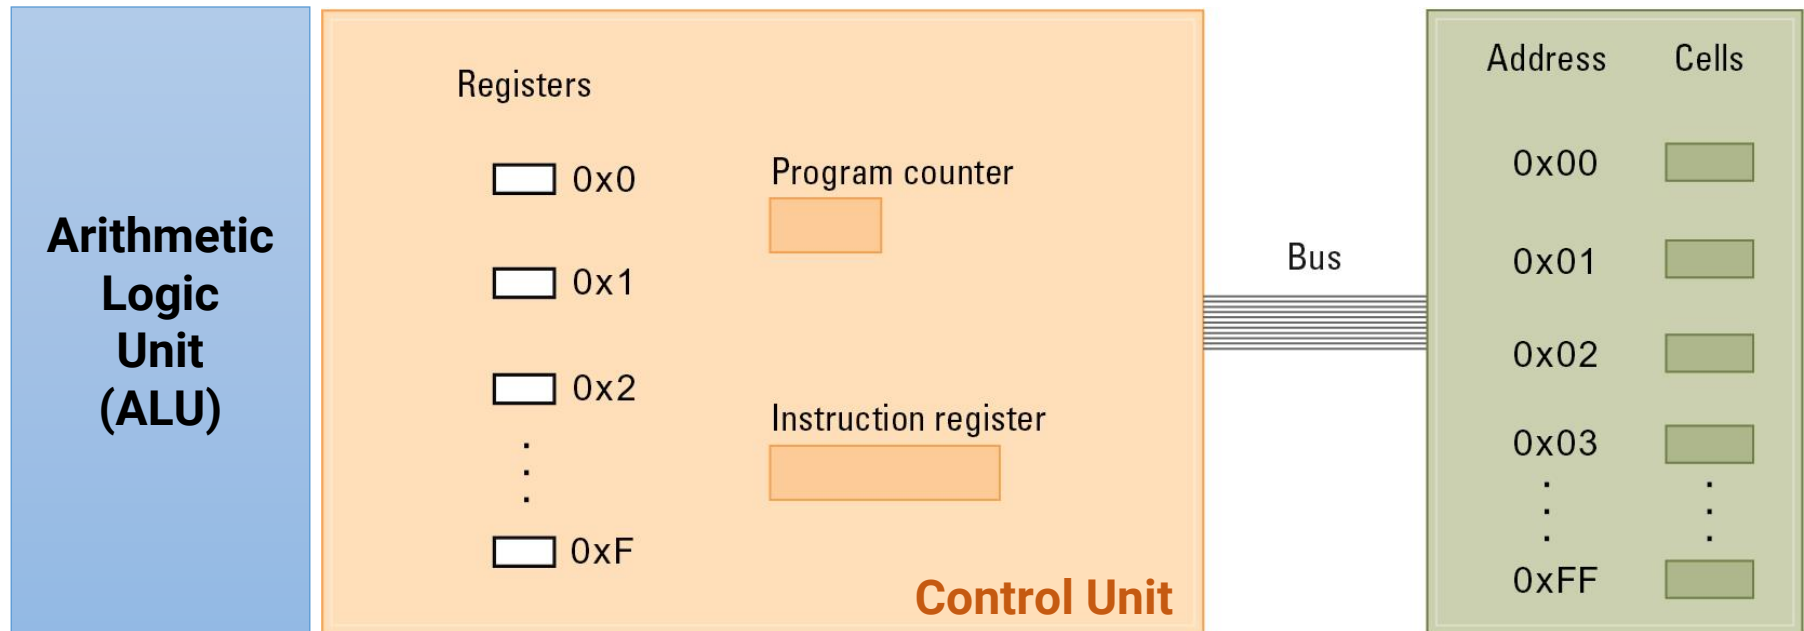 Arithmetic
Logic
Unit
(ALU)
Registers
0x0
0x1
0x2
0xF
Program counter
Instruction register
Control Unit
Bus
Address Cells
0x00
0x01
0x02
0x03
0xFF